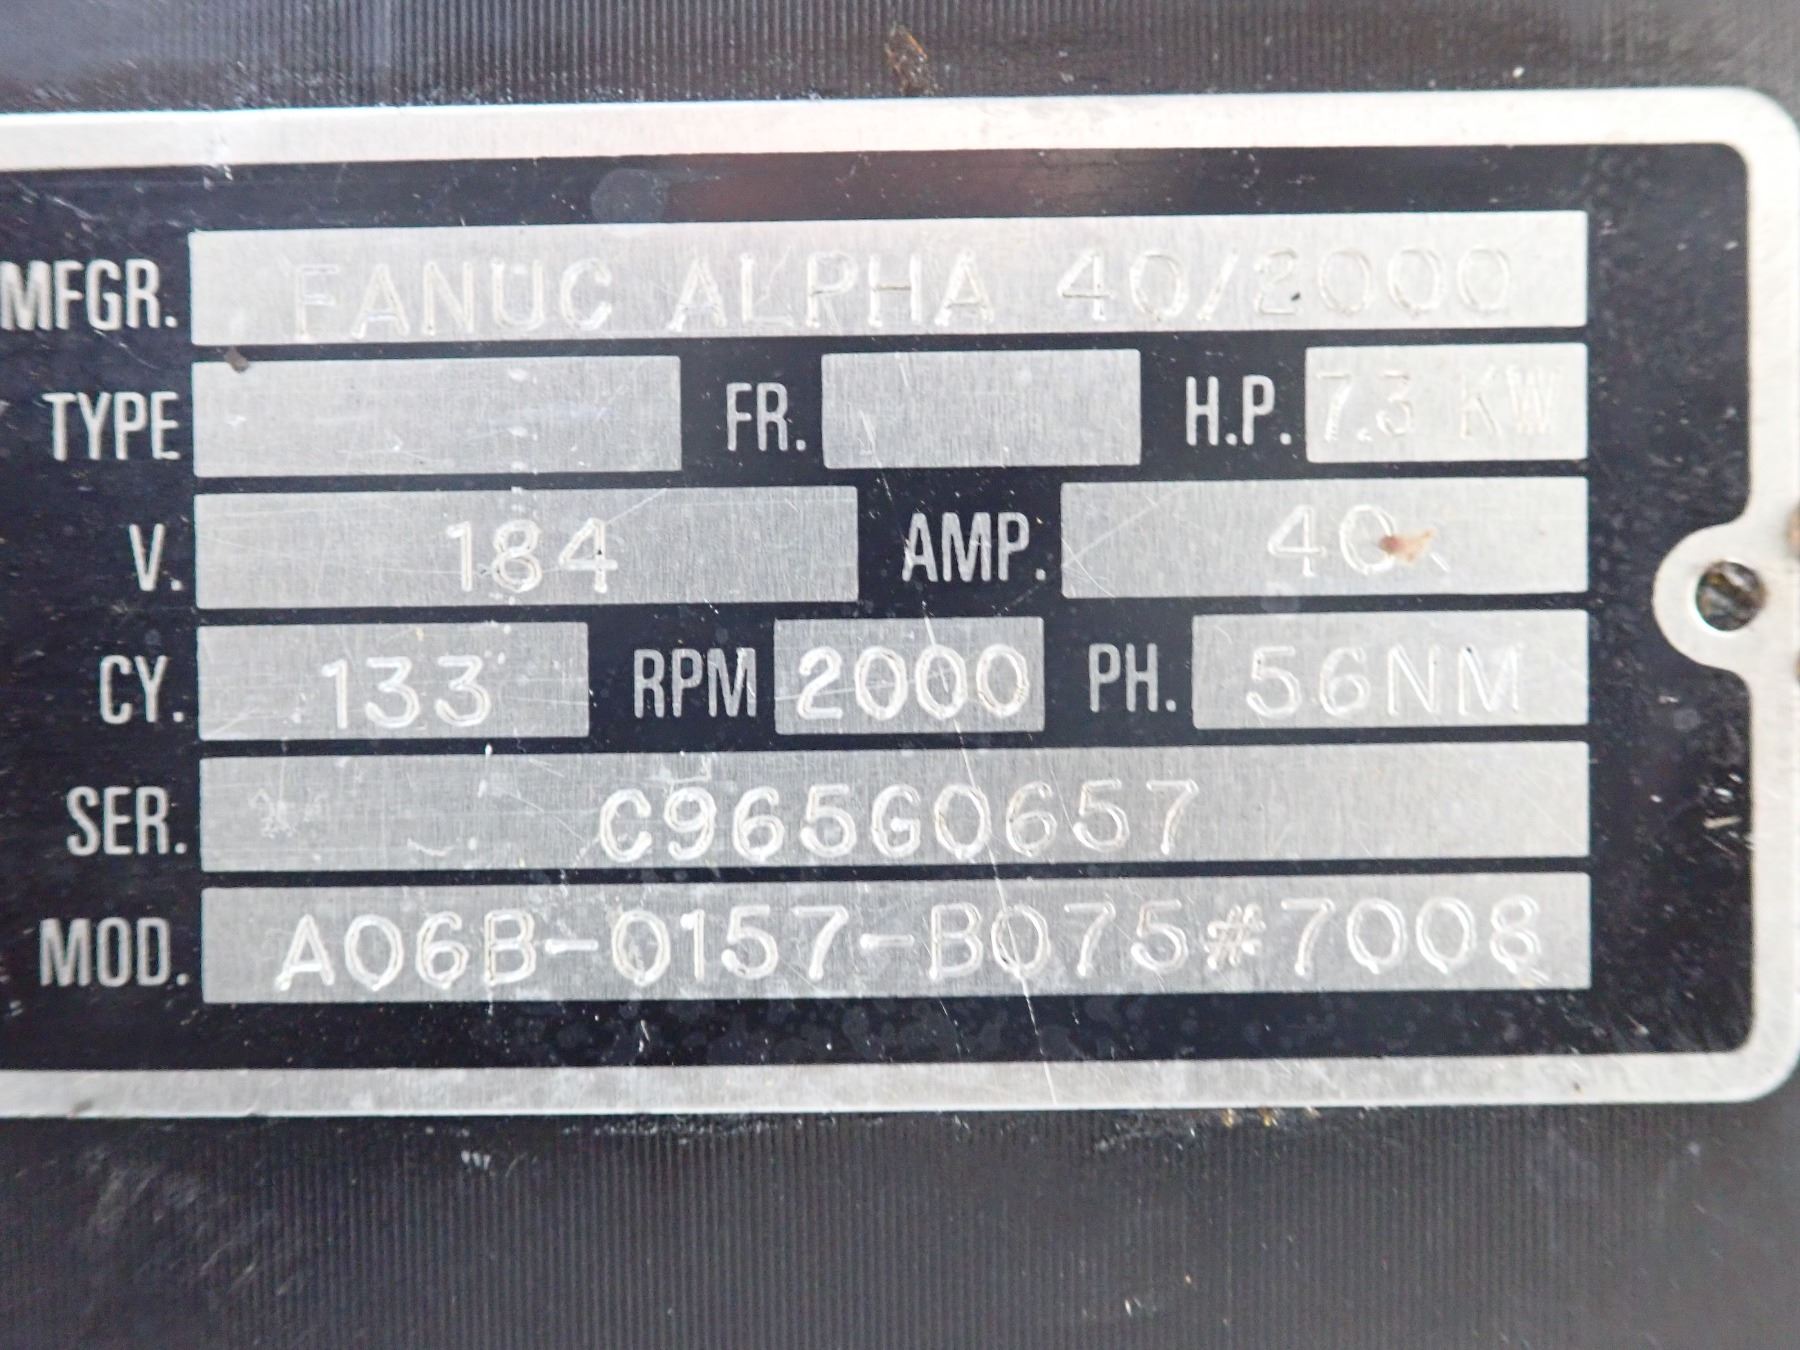 MFGR. FANUC ALPHA 40/2000
TYPE FR. H.P. 7.3 KW
V. 184 AMP. 40
CY. 133 RPM 2000 PH. 56NM
SER. C965G0657
MOD. A06B-0157-B075#7008